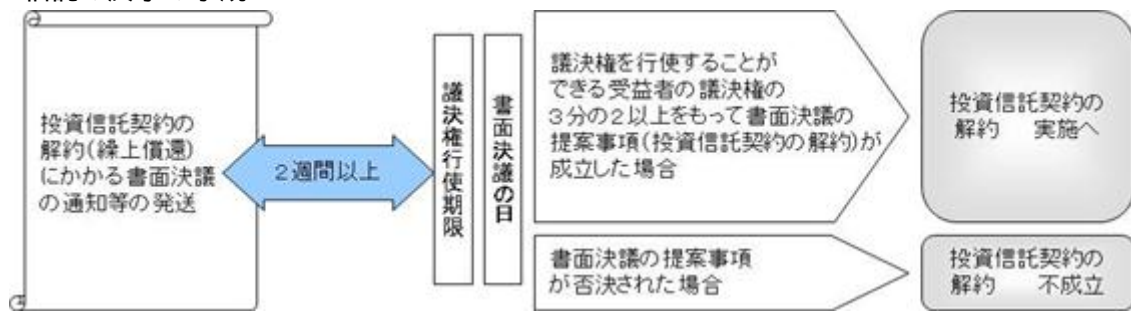 投資信託契約の
解約(繰上償還)
にかかる書面決議
の通知等の発送
2週間以上
議決権行使期限
書面決議の日
議決権を行使することが
できる受益者の議決権の
3分の2以上をもって書面決議の
提案事項(投資信託契約の解約)が
成立した場合
投資信託契約の
解約 実施へ
書面決議の提案事項
が否決された場合
投資信託契約の
解約 不成立